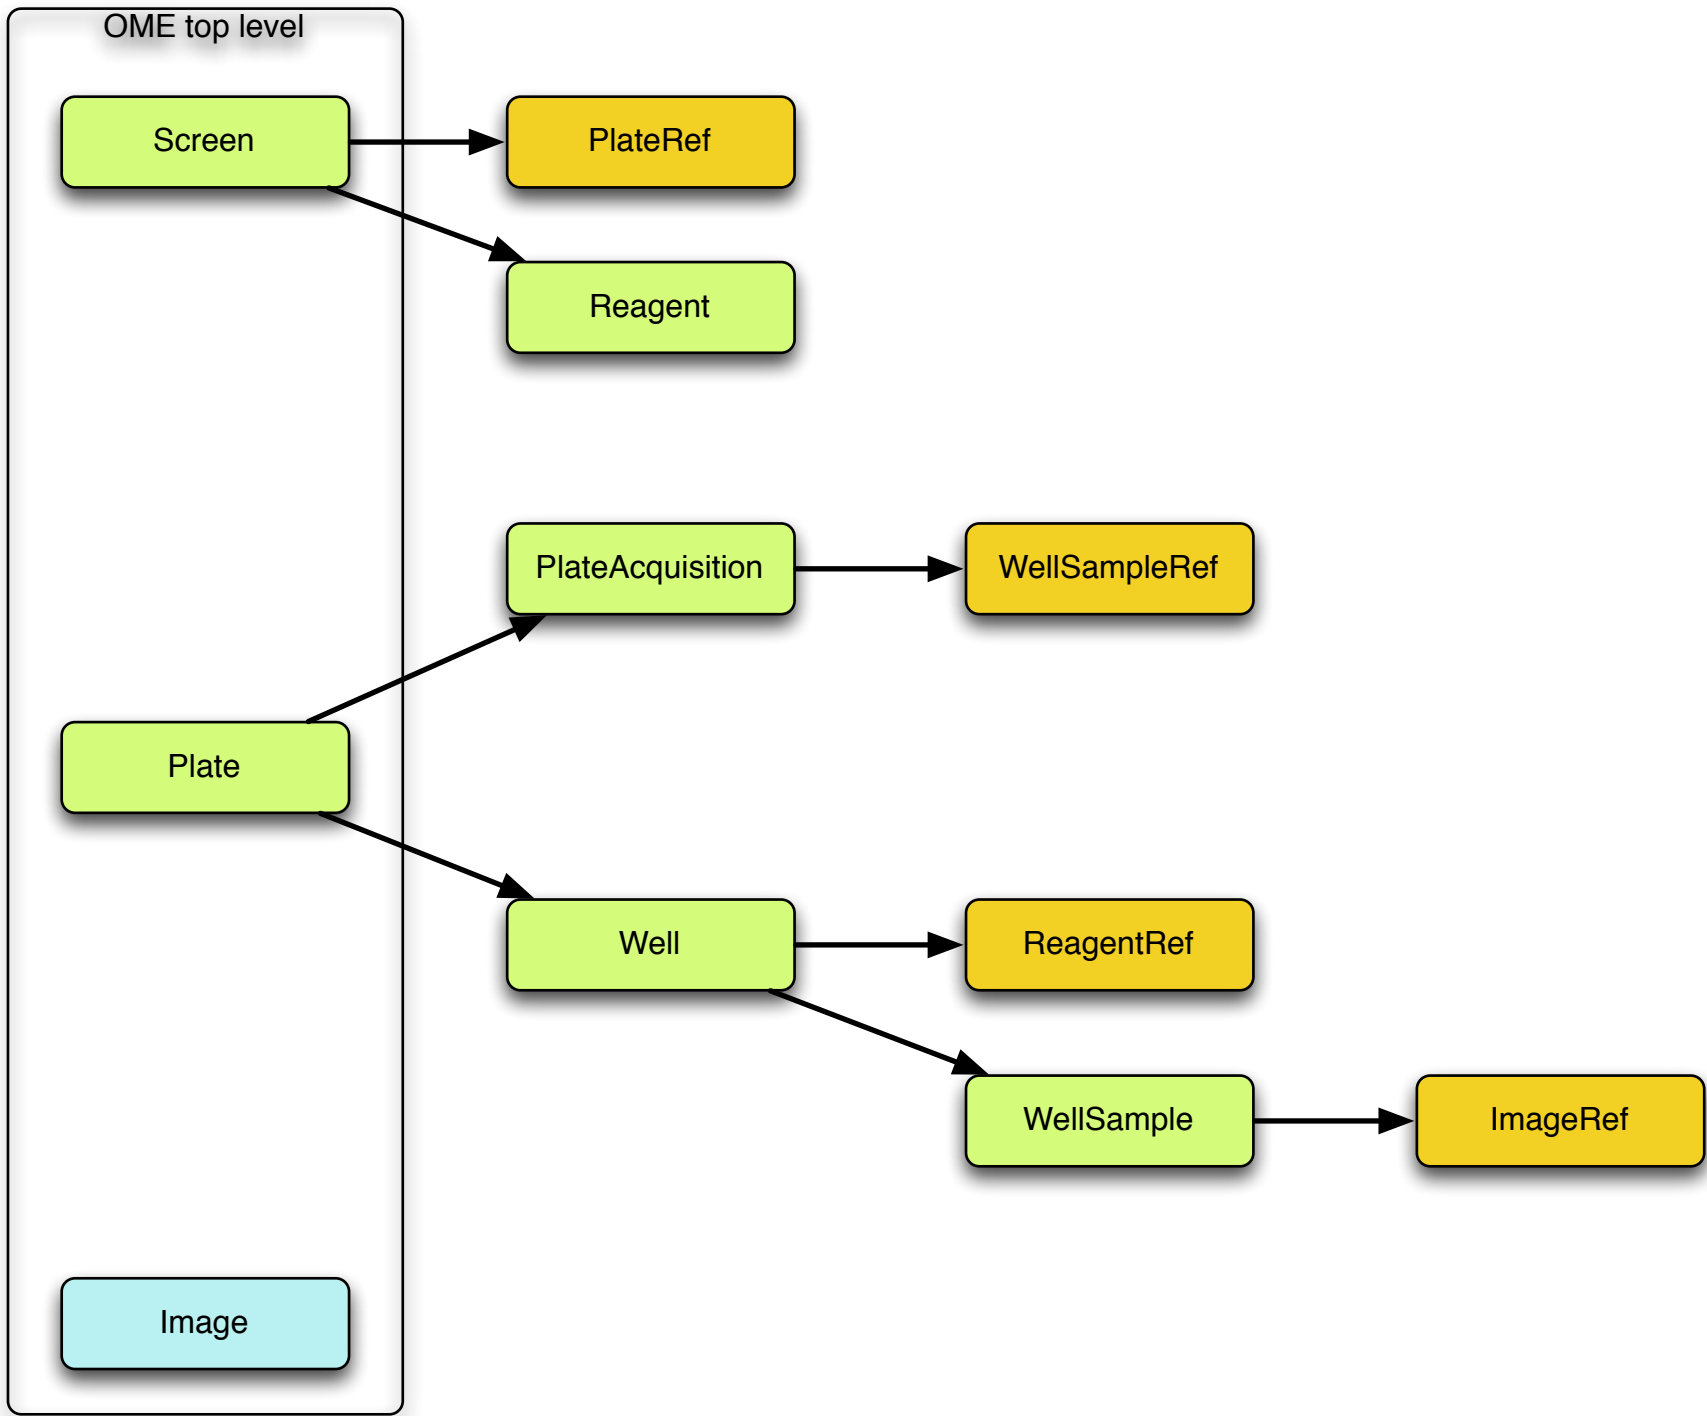 OME top level
Screen
PlateRef
Reagent
PlateAcquisition
WellSampleRef
Plate
Well
ReagentRef
WellSample
ImageRef
Image